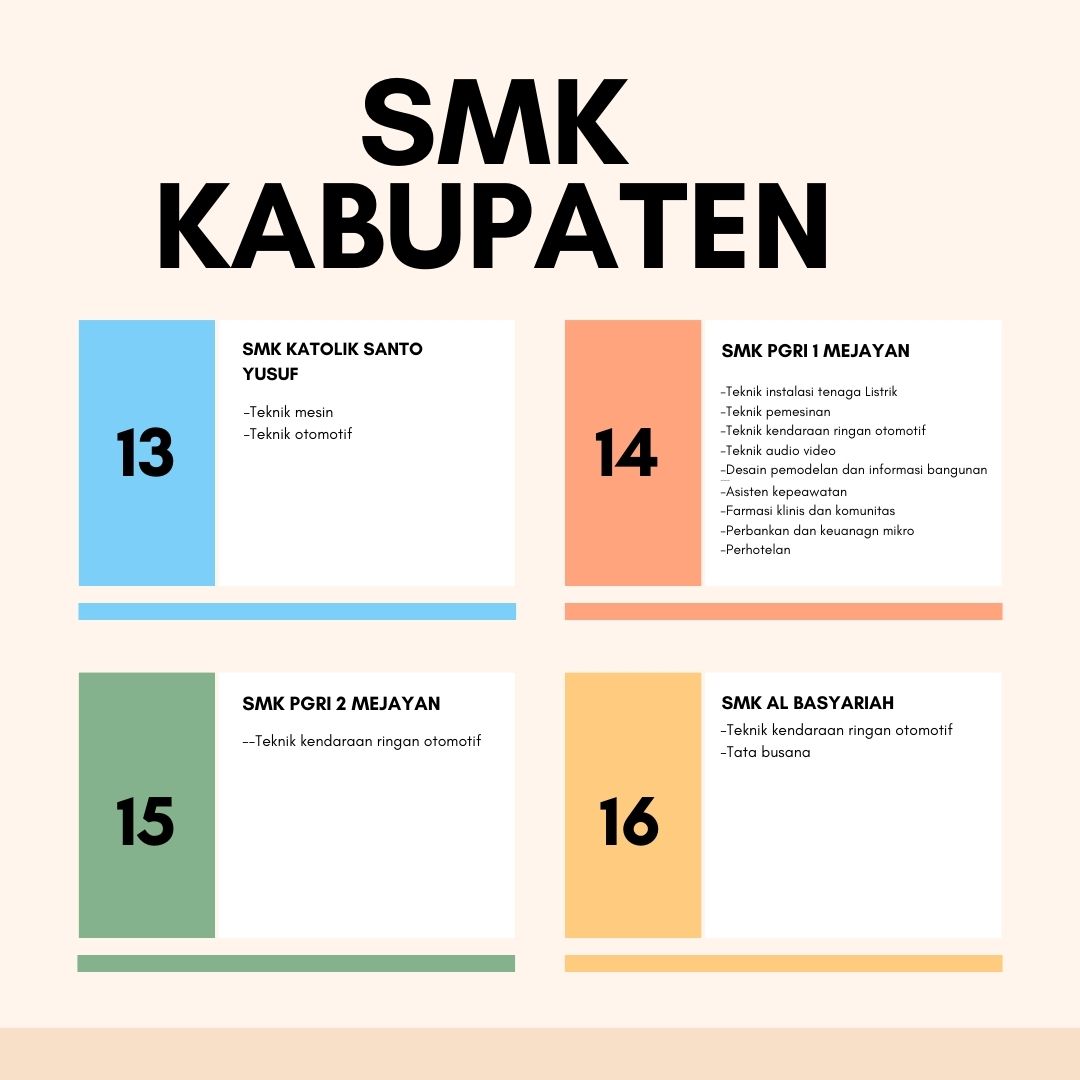 SMK
KABUPATEN
13
SMK KATOLIK SANTO
YUSUF
-Teknik mesin
-Teknik otomotif
14
SMK PGRI 1 MEJAYAN
-Teknik instalasi tenaga Listrik
-Teknik pemesinan
-Teknik kendaraan ringan otomotif
-Teknik audio video
-Desain pemodelan dan informasi bangunan
-Asisten kepeawatan
-Farmasi klinis dan komunitas
-Perbankan dan keuanagn mikro
-Perhotelan
15
SMK PGRI 2 MEJAYAN
--Teknik kendaraan ringan otomotif
16
SMK AL BASYARIAH
-Teknik kendaraan ringan otomotif
-Tata busana